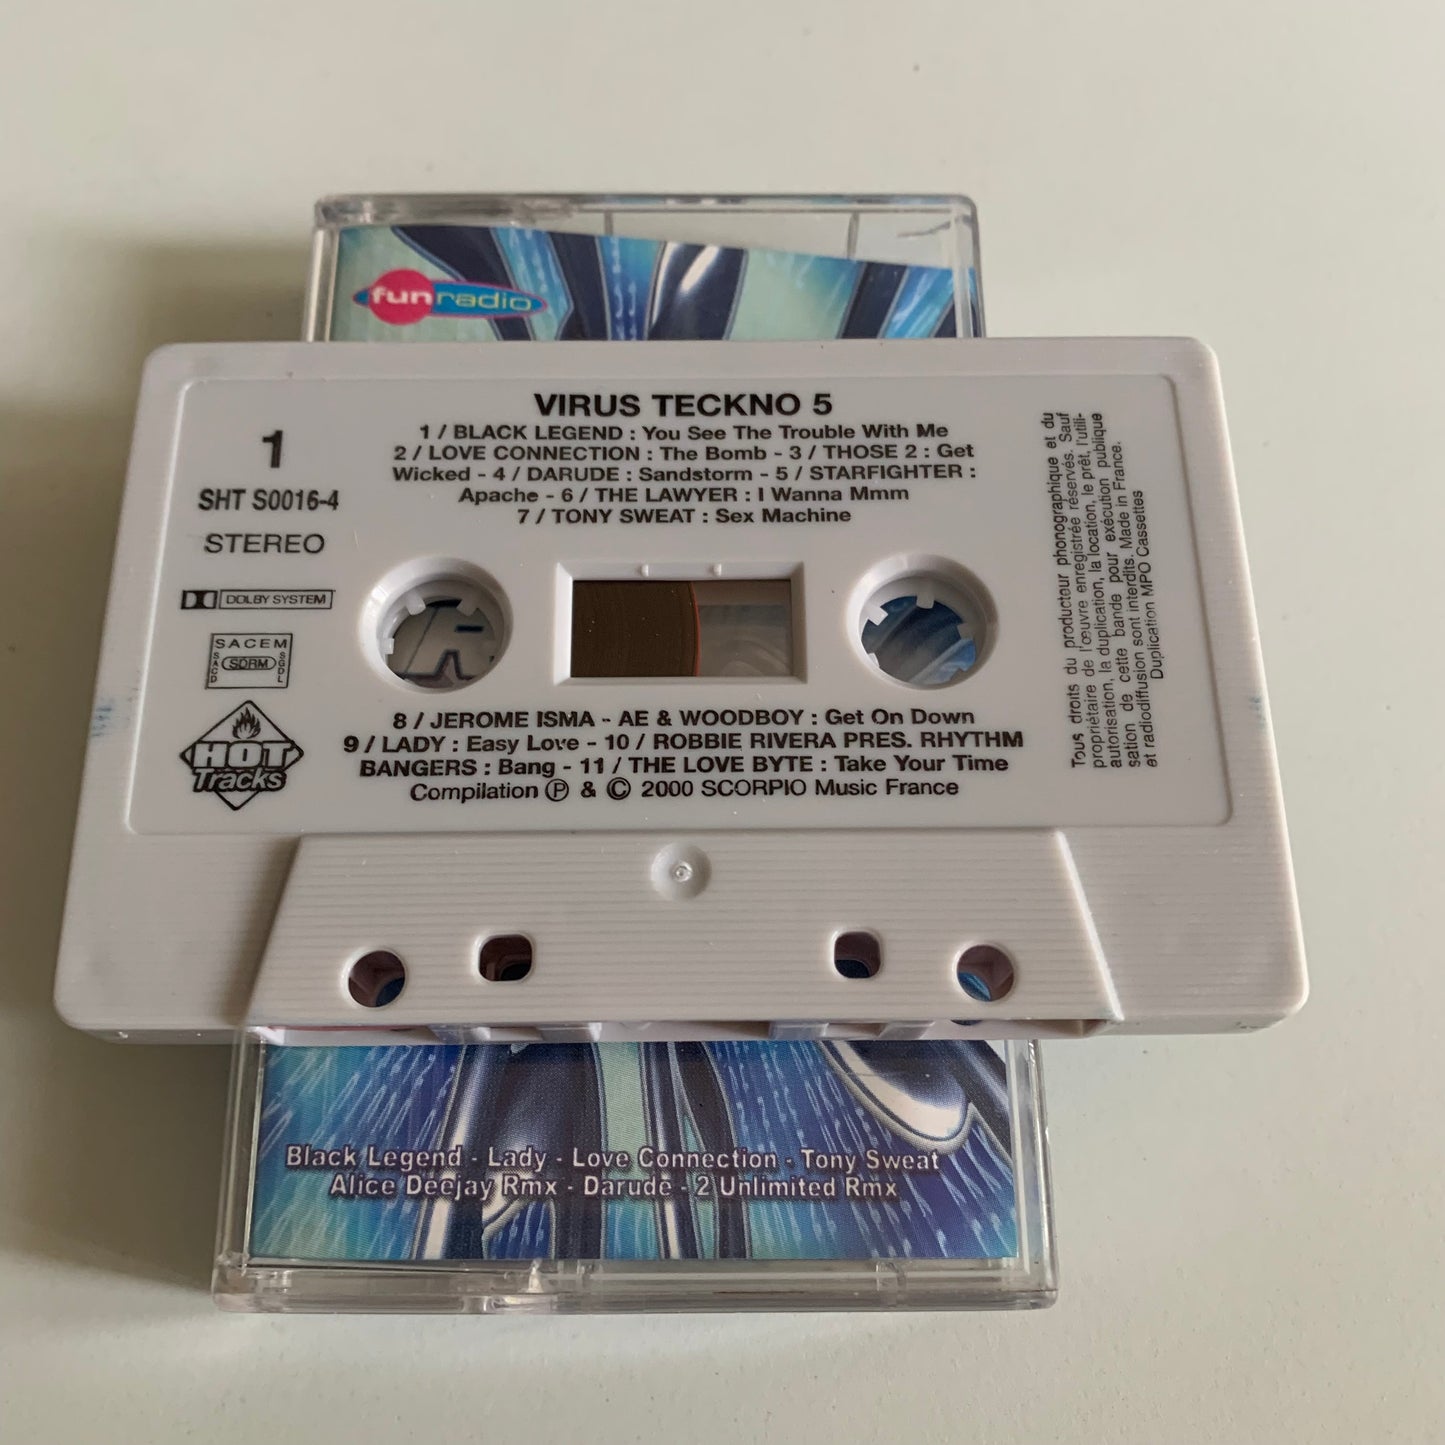 fun radio
VIRUS TECKNO 5
1 / BLACK LEGEND : You See The Trouble With Me
2 / LOVE CONNECTION : The Bomb - 3 / THOSE 2 : Get
Wicked - 4 / DARUDE : Sandstorm - 5 / STARFIGHTER :
Apache - 6 / THE LAWYER : I Wanna Mmm
7 / TONY SWEAT : Sex Machine
1
SHT S0016-4
STEREO
DOLBY SYSTEM
SACEM
SACD
SDRM
SGDL
HOT
Tracks
8 / JEROME ISMA - AE & WOODBOY : Get On Down
9 / LADY : Easy Love - 10 / ROBBIE RIVERA PRES. RHYTHM
BANGERS : Bang - 11 / THE LOVE BYTE : Take Your Time
Compilation Ⓟ & © 2000 SCORPIO Music France
Tous droits du producteur phonographique et du
propriétaire de l'œuvre enregistrée réservés. Sauf
autorisation, la duplication, la location, le prêt, l'utili-
sation de cette bande pour exécution publique
et radiodiffusion sont interdits. Made in France.
Duplication MPO Cassettes
Black Legend - Lady - Love Connection - Tony Sweat
Alice Deejay Rmx - Darude - 2 Unlimited Rmx